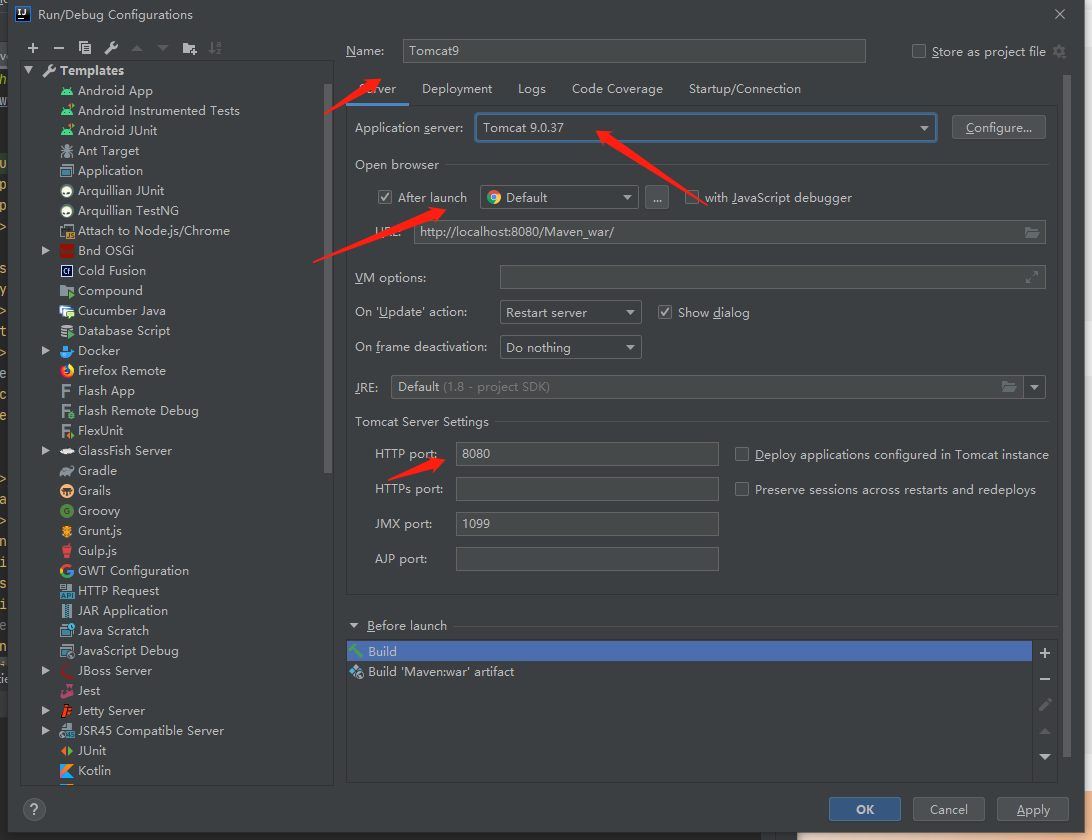 Run/Debug Configurations
Name: Tomcat9
Store as project file
Templates
Android App
Android Instrumented Tests
Android JUnit
Ant Target
Application
Arquillian JUnit
Arquillian TestNG
Attach to Node.js/Chrome
Bnd OSGi
Cold Fusion
Compound
Cucumber Java
Database Script
Docker
Firefox Remote
Flash App
Flash Remote Debug
FlexUnit
GlassFish Server
Gradle
Grails
Groovy
Grunt.js
Gulp.js
GWT Configuration
HTTP Request
JAR Application
Java Scratch
JavaScript Debug
JBoss Server
Jest
Jetty Server
JSR45 Compatible Server
JUnit
Kotlin
Server Deployment Logs Code Coverage Startup/Connection
Application server: Tomcat 9.0.37 Configure...
Open browser
After launch Default ... with JavaScript debugger
URL: http://localhost:8080/Maven_war/
VM options:
On 'Update' action: Restart server Show dialog
On frame deactivation: Do nothing
JRE: Default (1.8 - project SDK)
Tomcat Server Settings
HTTP port: 8080 Deploy applications configured in Tomcat instance
HTTPs port: Preserve sessions across restarts and redeploys
JMX port: 1099
AJP port:
Before launch
Build
Build 'Maven:war' artifact
? OK Cancel Apply